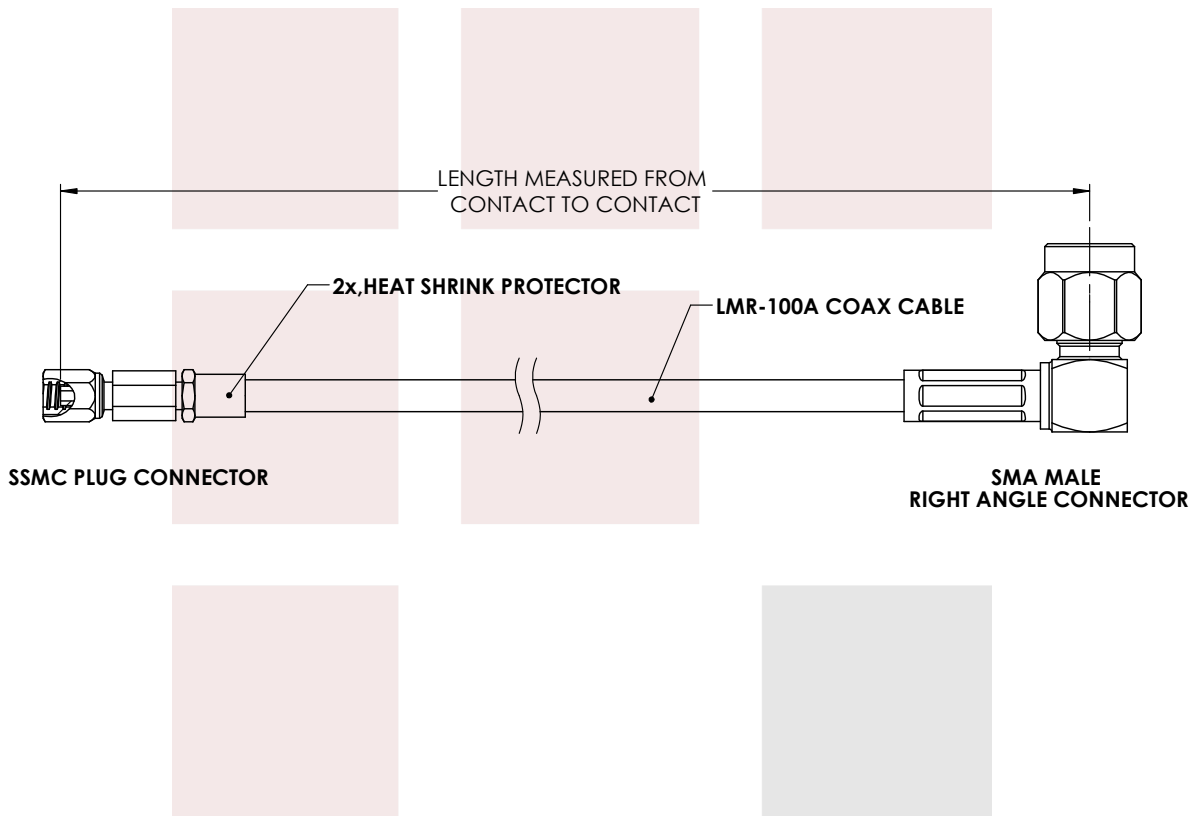 LENGTH MEASURED FROM
CONTACT TO CONTACT
2x,HEAT SHRINK PROTECTOR
LMR-100A COAX CABLE
SSMC PLUG CONNECTOR
SMA MALE
RIGHT ANGLE CONNECTOR